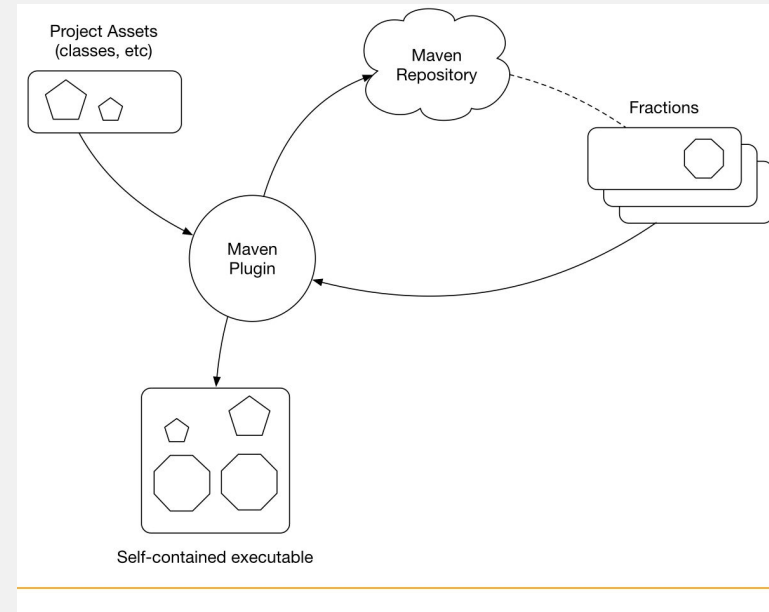 Project Assets
(classes, etc)
Maven
Repository
Fractions
Maven
Plugin
Self-contained executable